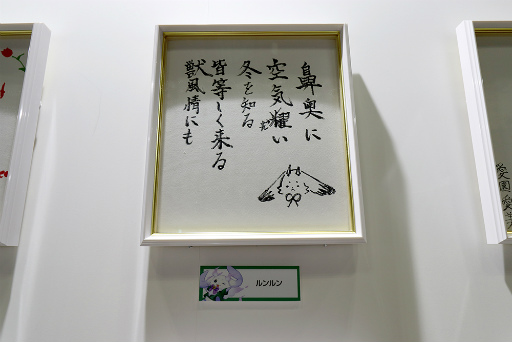 鼻奥に
空気耀い
冬を知る
皆等しく来る
獣風情にも
ルンルン